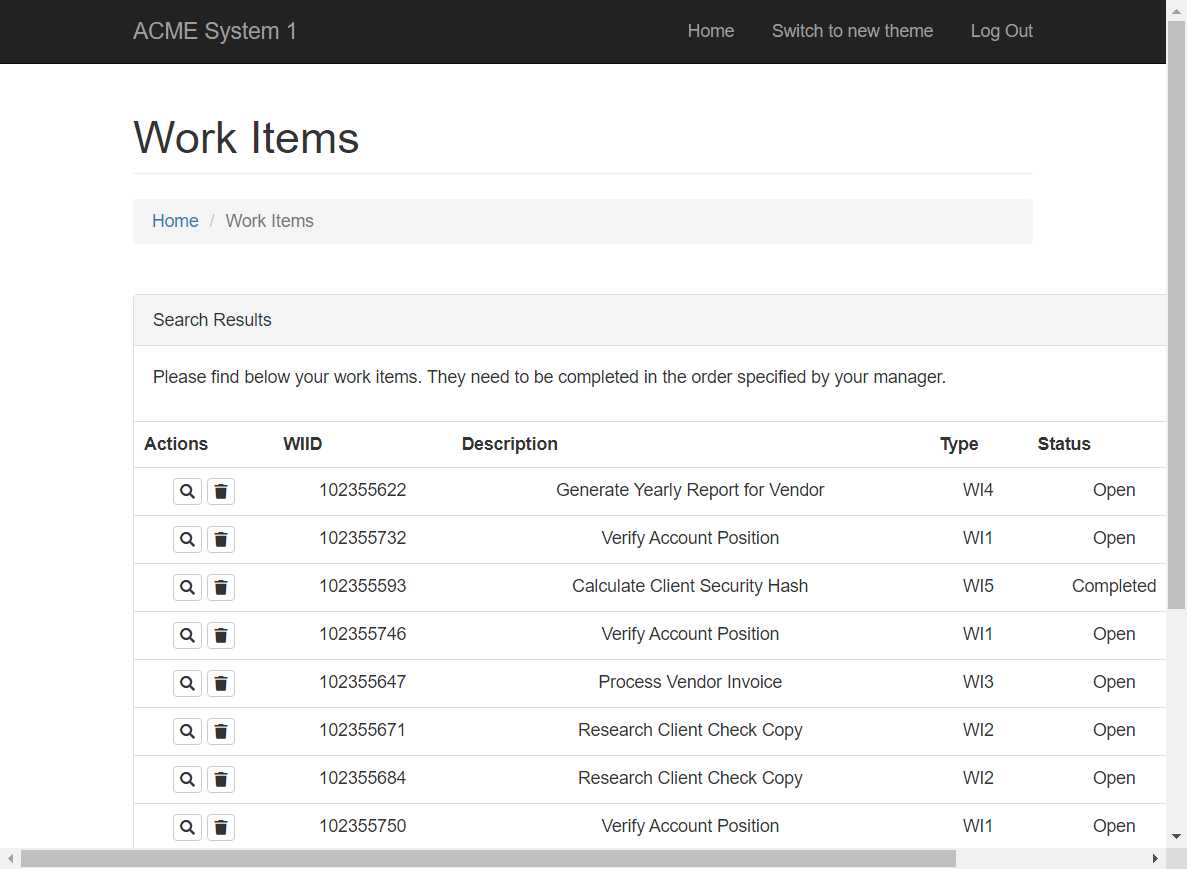 ACME System 1 Home Switch to new theme Log Out
Work Items
Home / Work Items
Search Results
Please find below your work items. They need to be completed in the order specified by your manager.
Actions WIID Description Type Status
102355622 Generate Yearly Report for Vendor WI4 Open
102355732 Verify Account Position WI1 Open
102355593 Calculate Client Security Hash WI5 Completed
102355746 Verify Account Position WI1 Open
102355647 Process Vendor Invoice WI3 Open
102355671 Research Client Check Copy WI2 Open
102355684 Research Client Check Copy WI2 Open
102355750 Verify Account Position WI1 Open